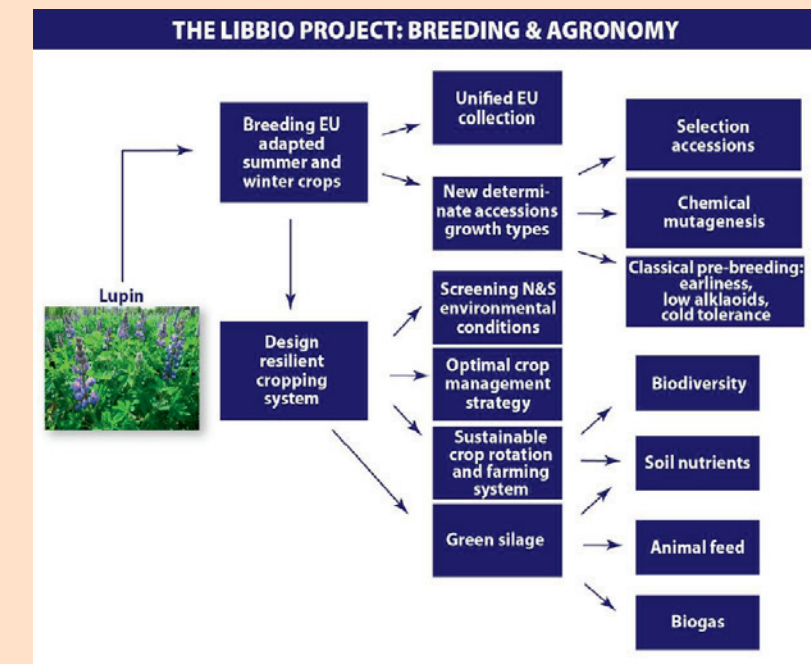 THE LIBBIO PROJECT: BREEDING & AGRONOMY
Lupin
Breeding EU
adapted
summer and
winter crops
Unified EU
collection
New determi-
nate accessions
growth types
Selection
accessions
Chemical
mutagenesis
Classical pre-breeding:
earliness,
low alklaoids,
cold tolerance
Design
resilient
cropping
system
Screening N&S
environmental
conditions
Optimal crop
management
strategy
Sustainable
crop rotation
and farming
system
Green silage
Biodiversity
Soil nutrients
Animal feed
Biogas